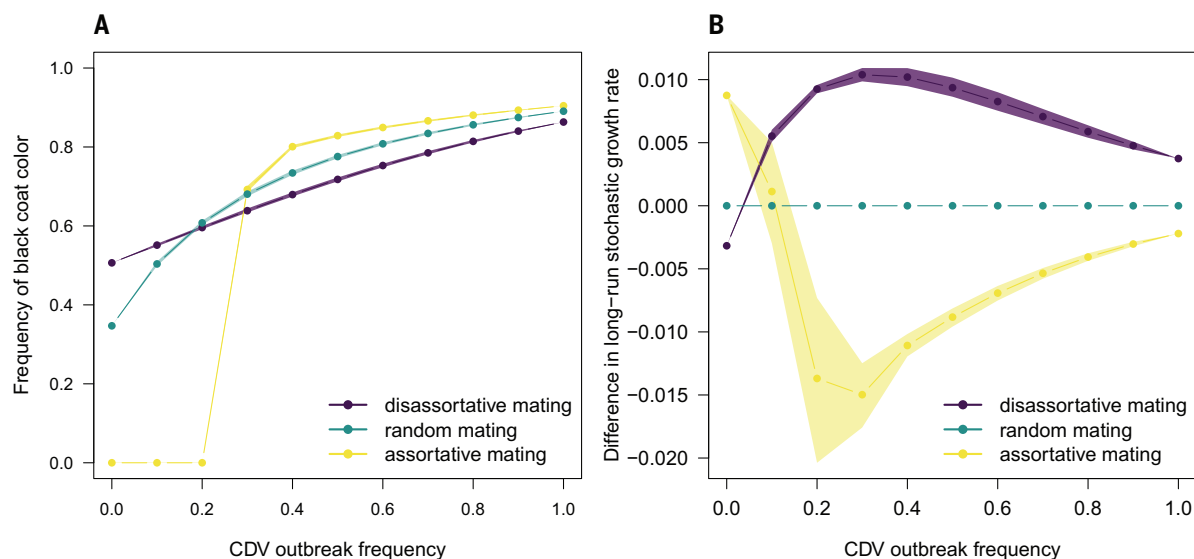 A
Frequency of black coat color
1.0
0.8
0.6
0.4
0.2
0.0
disassortative mating
random mating
assortative mating
0.0 0.2 0.4 0.6 0.8 1.0
CDV outbreak frequency
B
Difference in long−run stochastic growth rate
0.010
0.005
0.000
−0.005
−0.010
−0.015
−0.020
disassortative mating
random mating
assortative mating
0.0 0.2 0.4 0.6 0.8 1.0
CDV outbreak frequency